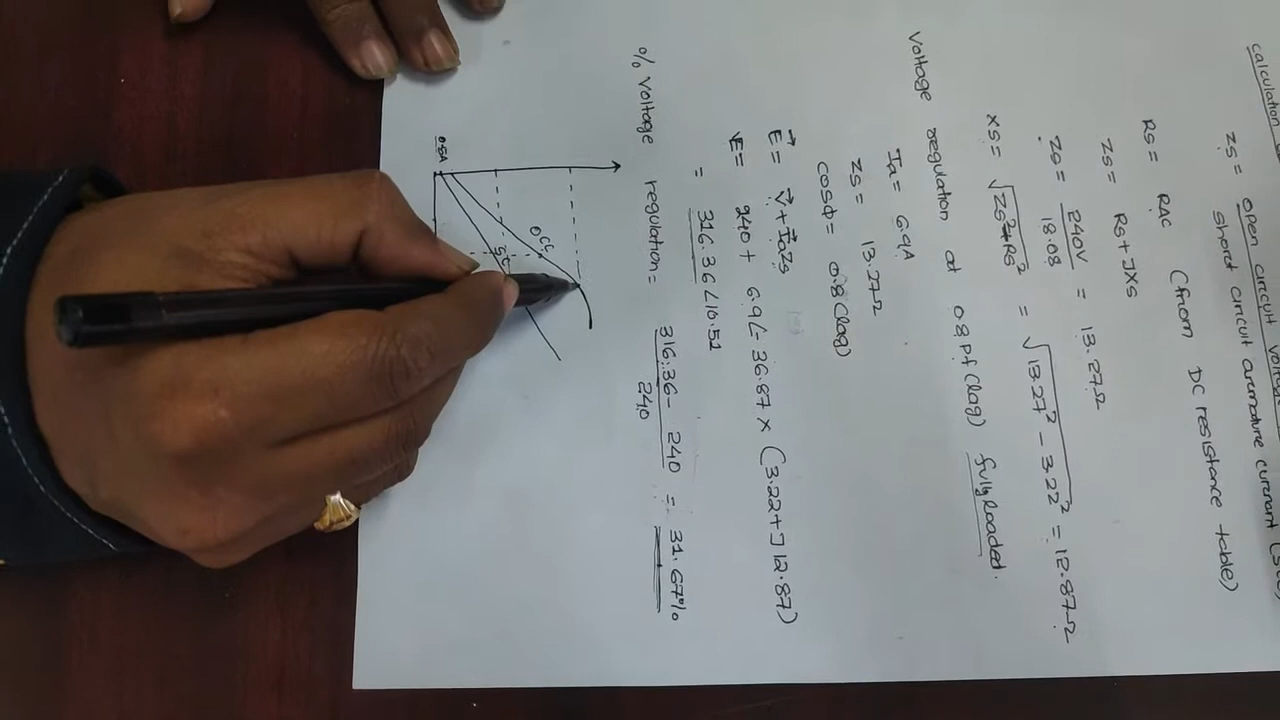 calculation
ZS = open circuit voltage
short circuit armature current (
RS = RAC (from DC resistance table)
ZS = RS + JXS
ZS = 240V / 18.08 = 13.27Ω
XS = √ZS² - RS² = √13.27² - 3.22² = 12.87Ω
Voltage regulation at 0.8 Pf (lag) fully loaded.
Ia = 6.9A
ZS = 13.27Ω
cosΦ = 0.8 (lag)
E = V + IaZS
E = 240 + 6.9∠-36.87 × (3.22 + J12.87)
= 316.36∠10.51
% voltage regulation = 316.36 - 240 / 240 = 31.67%
OCC